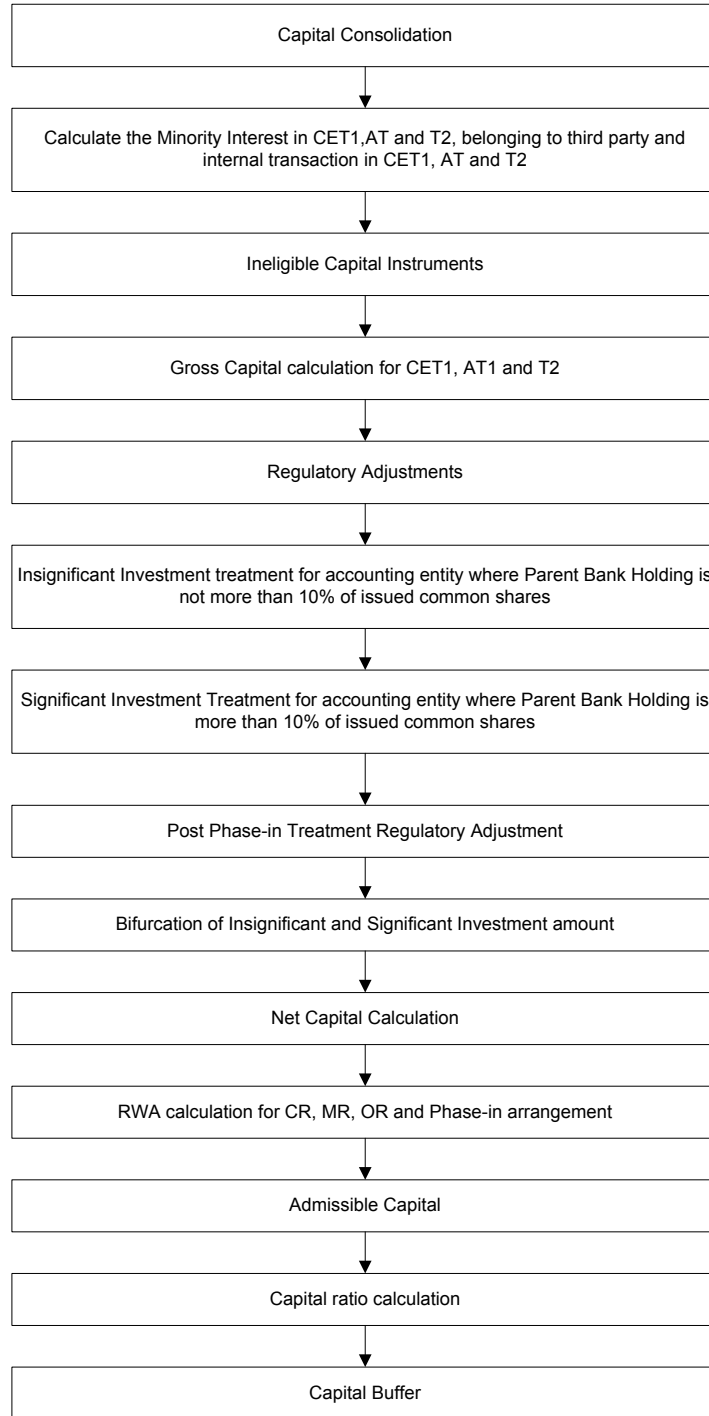 Capital Consolidation
Calculate the Minority Interest in CET1,AT and T2, belonging to third party and
internal transaction in CET1, AT and T2
Ineligible Capital Instruments
Gross Capital calculation for CET1, AT1 and T2
Regulatory Adjustments
Insignificant Investment treatment for accounting entity where Parent Bank Holding is
not more than 10% of issued common shares
Significant Investment Treatment for accounting entity where Parent Bank Holding is
more than 10% of issued common shares
Post Phase-in Treatment Regulatory Adjustment
Bifurcation of Insignificant and Significant Investment amount
Net Capital Calculation
RWA calculation for CR, MR, OR and Phase-in arrangement
Admissible Capital
Capital ratio calculation
Capital Buffer